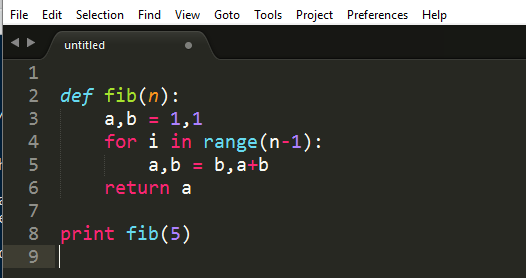 File Edit Selection Find View Goto Tools Project Preferences Help
untitled
1
2 def fib(n):
3     a,b = 1,1
4     for i in range(n-1):
5         a,b = b,a+b
6     return a
7
8 print fib(5)
9